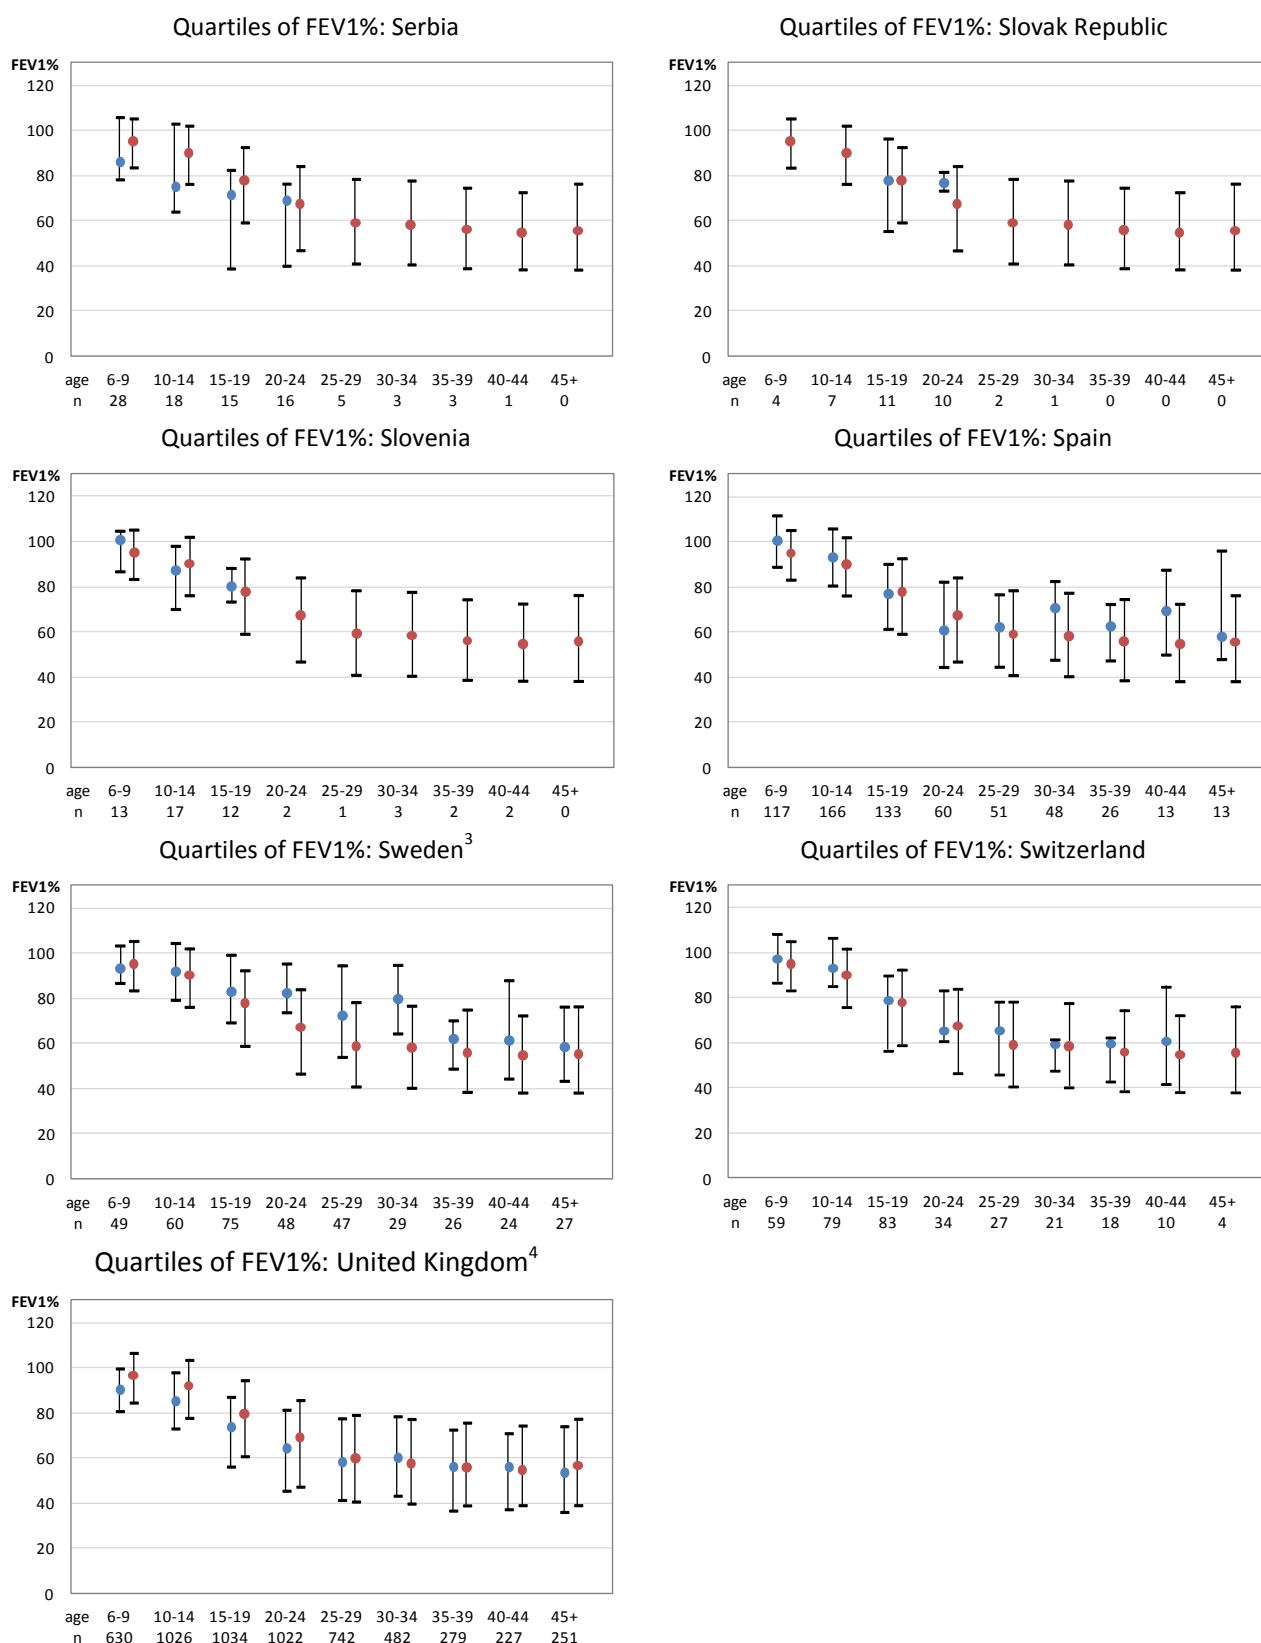 Quartiles of FEV1%: Serbia
FEV1%
120
100
80
60
40
20
0
age 6-9 10-14 15-19 20-24 25-29 30-34 35-39 40-44 45+
n 28 18 15 16 5 3 3 1 0
Quartiles of FEV1%: Slovak Republic
FEV1%
120
100
80
60
40
20
0
age 6-9 10-14 15-19 20-24 25-29 30-34 35-39 40-44 45+
n 4 7 11 10 2 1 0 0 0
Quartiles of FEV1%: Slovenia
FEV1%
120
100
80
60
40
20
0
age 6-9 10-14 15-19 20-24 25-29 30-34 35-39 40-44 45+
n 13 17 12 2 1 3 2 2 0
Quartiles of FEV1%: Spain
FEV1%
120
100
80
60
40
20
0
age 6-9 10-14 15-19 20-24 25-29 30-34 35-39 40-44 45+
n 117 166 133 60 51 48 26 13 13
Quartiles of FEV1%: Sweden³
FEV1%
120
100
80
60
40
20
0
age 6-9 10-14 15-19 20-24 25-29 30-34 35-39 40-44 45+
n 49 60 75 48 47 29 26 24 27
Quartiles of FEV1%: Switzerland
FEV1%
120
100
80
60
40
20
0
age 6-9 10-14 15-19 20-24 25-29 30-34 35-39 40-44 45+
n 59 79 83 34 27 21 18 10 4
Quartiles of FEV1%: United Kingdom⁴
FEV1%
120
100
80
60
40
20
0
age 6-9 10-14 15-19 20-24 25-29 30-34 35-39 40-44 45+
n 630 1026 1034 1022 742 482 279 227 251